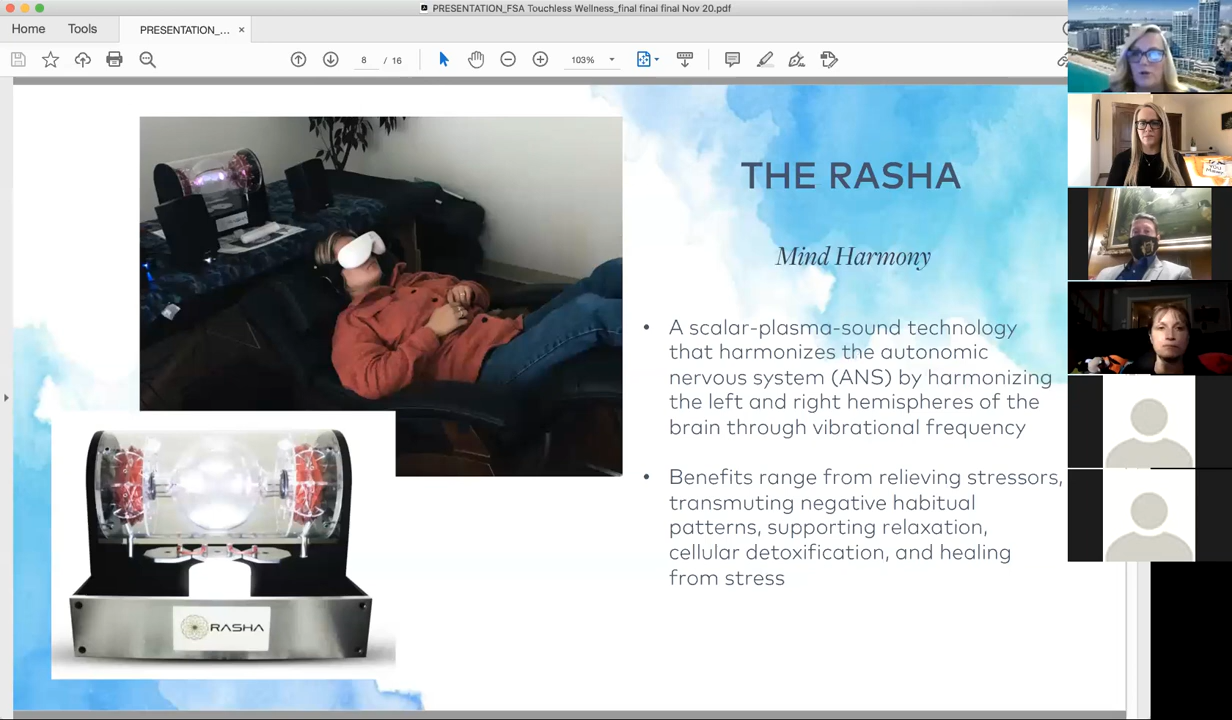 PRESENTATION_FSA Touchless Wellness_final finai final Nov 20.pdf
Home
Tools
PRESENTATION_...
8 / 16
103%
THE RASHA
Mind Harmony
• A scalar-plasma-sound technology
that harmonizes the autonomic
nervous system (ANS) by harmonizing
the left and right hemispheres of the
brain through vibrational frequency
• Benefits range from relieving stressors,
transmuting negative habitual
patterns, supporting relaxation,
cellular detoxification, and healing
from stress
RASHA